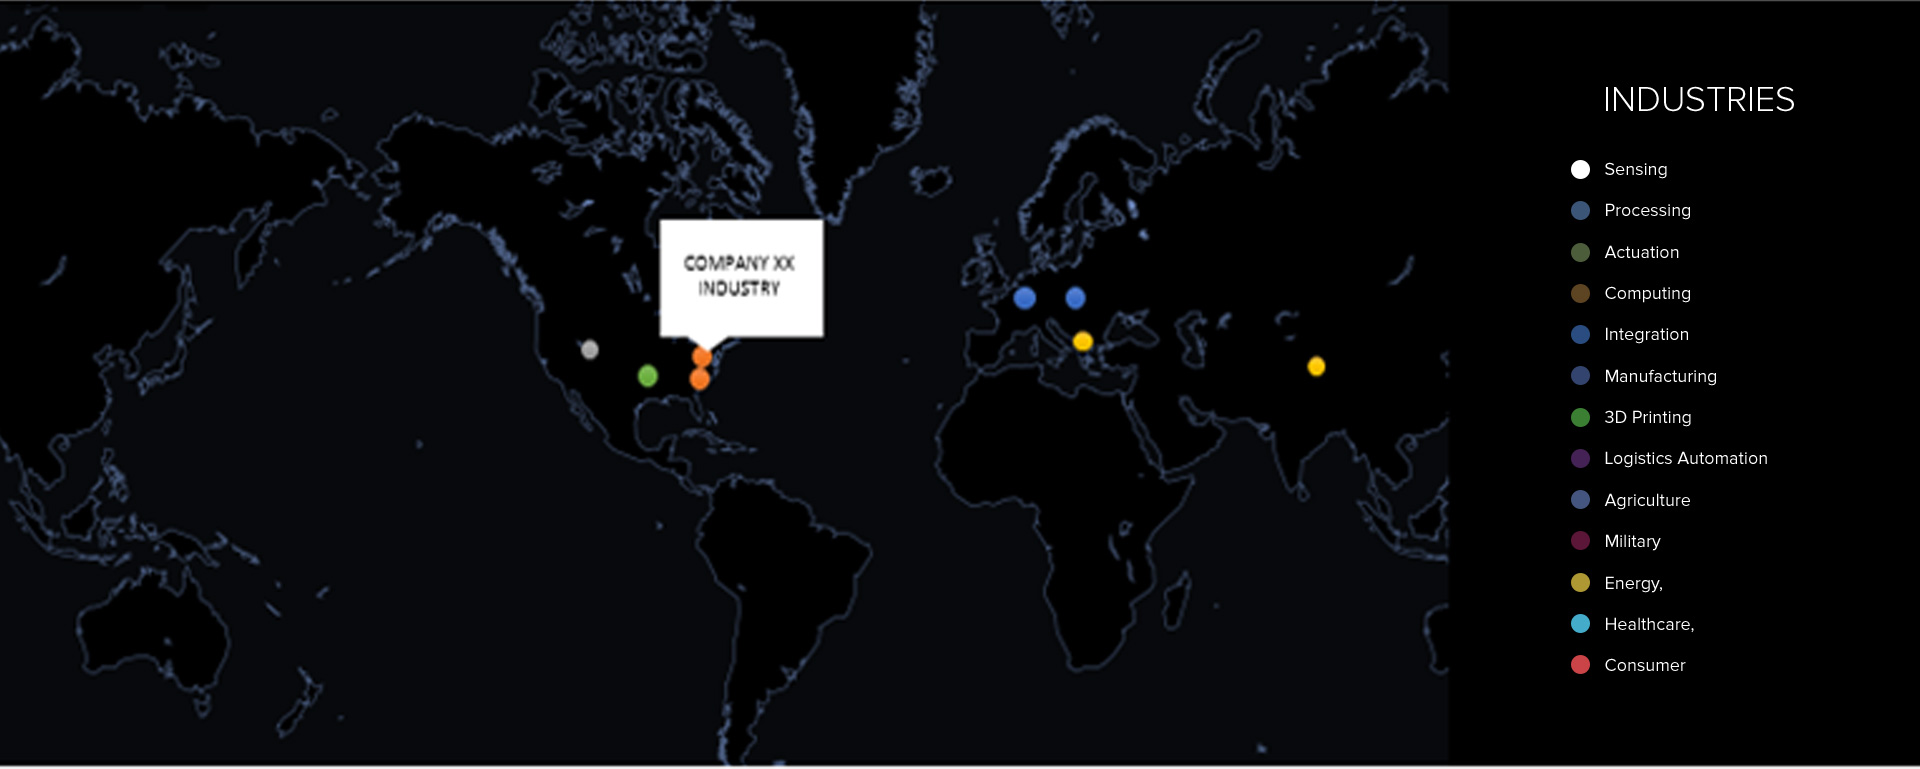 COMPANY XX
INDUSTRY
INDUSTRIES
Sensing
Processing
Actuation
Computing
Integration
Manufacturing
3D Printing
Logistics Automation
Agriculture
Military
Energy,
Healthcare,
Consumer